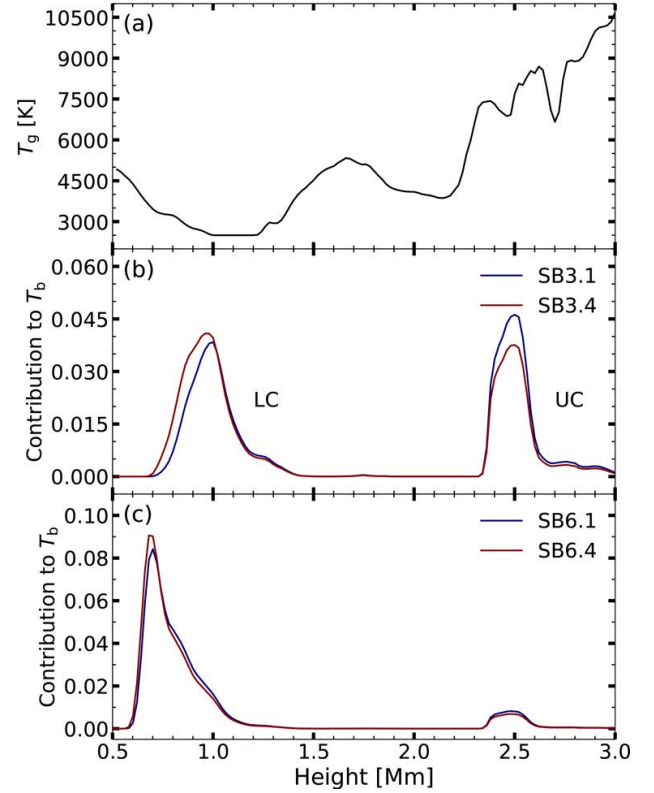 (a)
10500
9000
7500
6000
4500
3000
T_g [K]
(b)
0.060
0.045
0.030
0.015
0.000
Contribution to T_b
SB3.1
SB3.4
LC
UC
(c)
0.10
0.08
0.06
0.04
0.02
0.00
Contribution to T_b
SB6.1
SB6.4
0.5 1.0 1.5 2.0 2.5 3.0
Height [Mm]